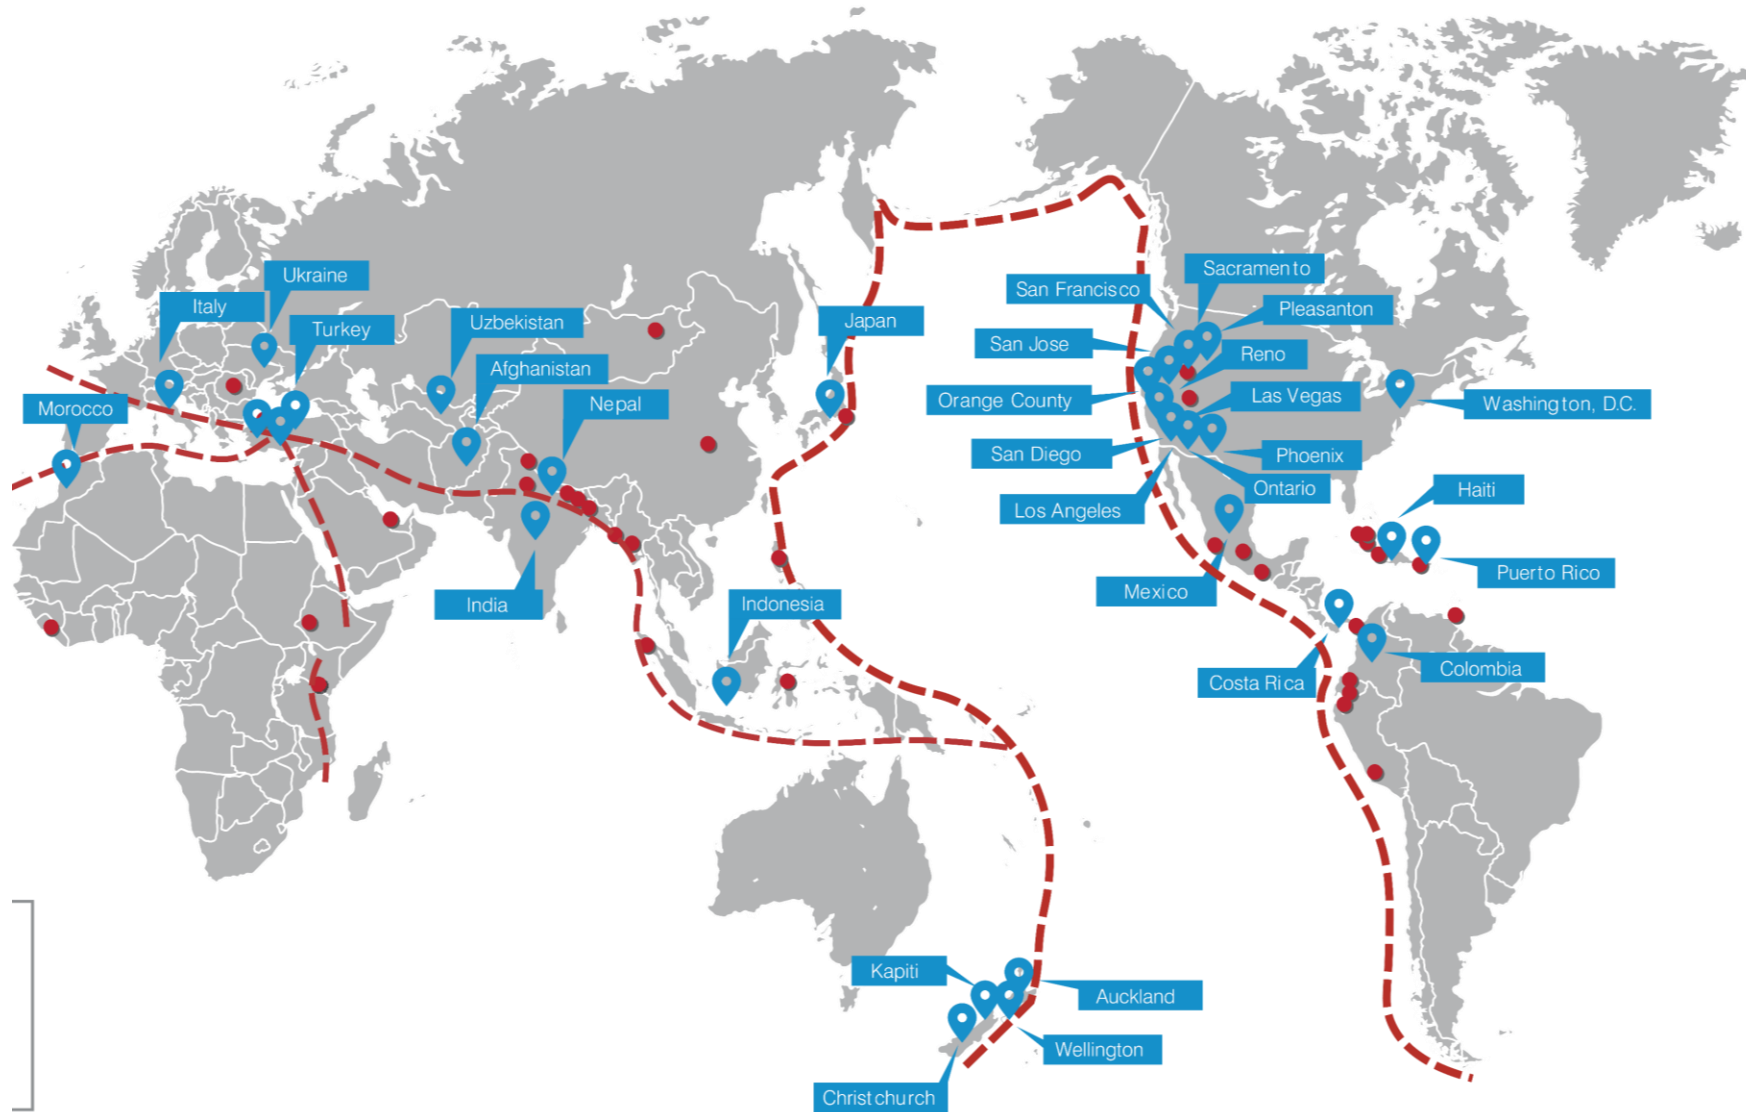 Sacramento
Ukraine
San Francisco
Italy
Pleasanton
Japan
Uzbekistan
Turkey
San Jose
Reno
Afghanistan
Las Vegas
Orange County
Nepal
Washington, D.C.
Morocco
San Diego
Phoenix
Ontario
Haiti
Los Angeles
Puerto Rico
Mexico
India
Indonesia
Colombia
Costa Rica
Kapiti
Auckland
Wellington
Christchurch